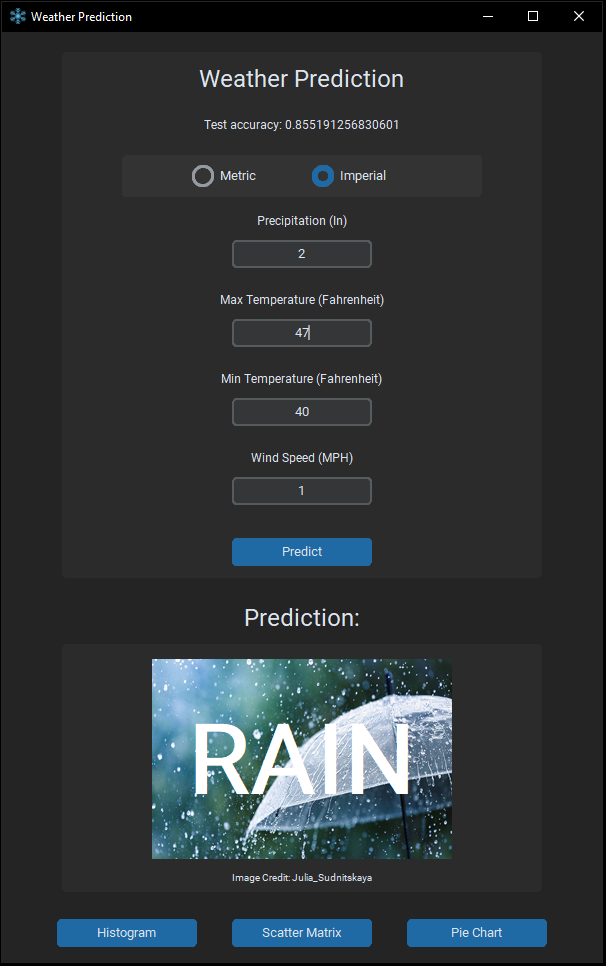 Weather Prediction
Weather Prediction
Test accuracy: 0.855191256830601
Metric Imperial
Precipitation (In)
2
Max Temperature (Fahrenheit)
47
Min Temperature (Fahrenheit)
40
Wind Speed (MPH)
1
Predict
Prediction:
RAIN
Image Credit: Julia_Sudnitskaya
Histogram Scatter Matrix Pie Chart